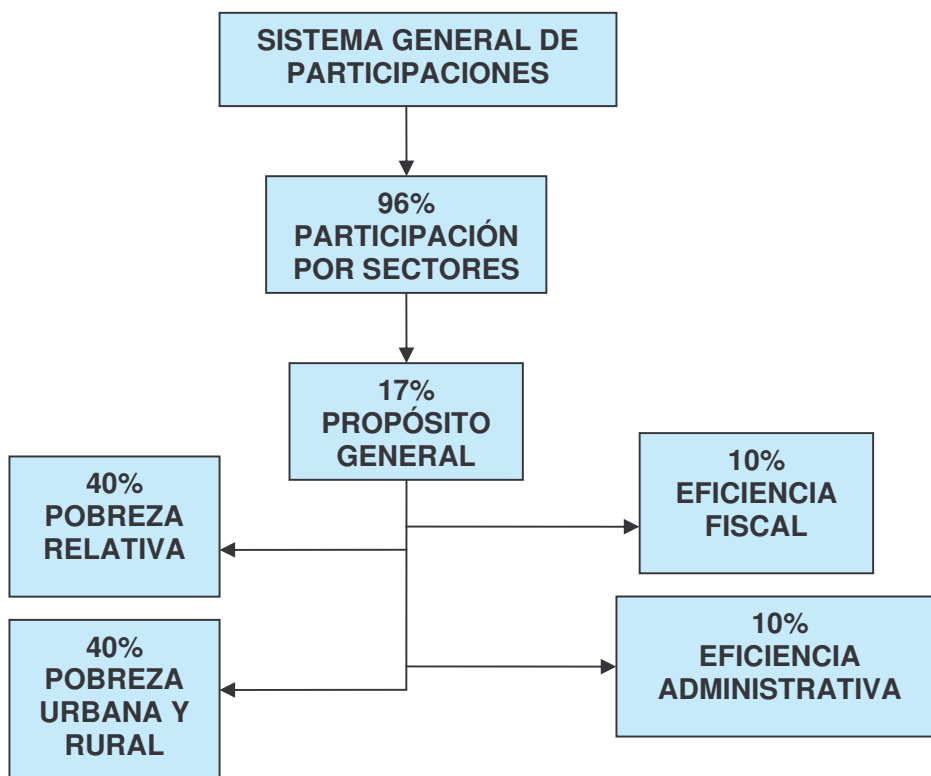 SISTEMA GENERAL DE
PARTICIPACIONES
96%
PARTICIPACIÓN
POR SECTORES
17%
PROPÓSITO
GENERAL
40%
POBREZA
RELATIVA
10%
EFICIENCIA
FISCAL
40%
POBREZA
URBANA Y
RURAL
10%
EFICIENCIA
ADMINISTRATIVA